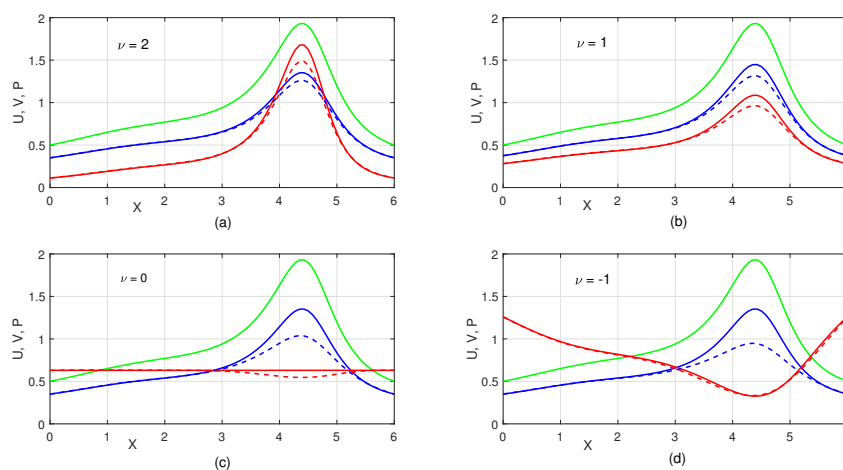 2
1.5
1
0.5
0
U, V, P
ν = 2
0 1 2 3 4 5 6
X
(a)
2
1.5
1
0.5
0
U, V, P
ν = 1
0 1 2 3 4 5
X
(b)
2
1.5
1
0.5
0
U, V, P
ν = 0
0 1 2 3 4 5 6
X
(c)
2
1.5
1
0.5
0
U, V, P
ν = -1
0 1 2 3 4 5
X
(d)